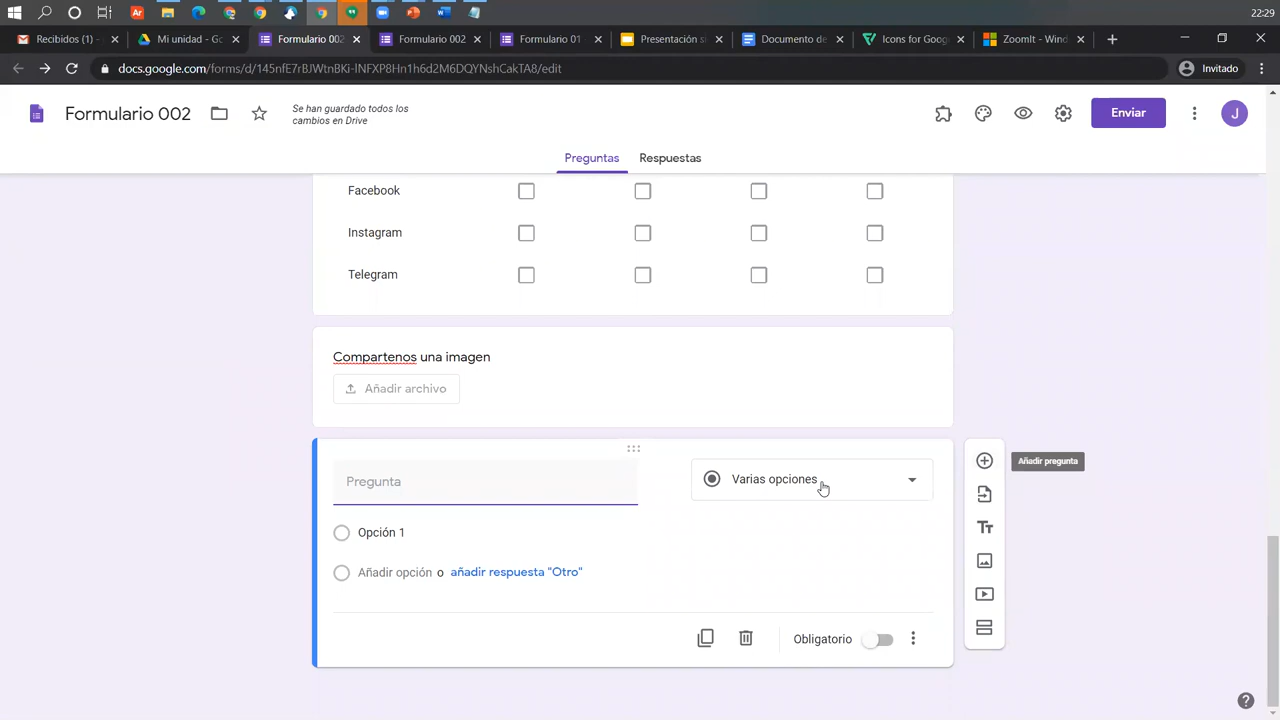 22:29
Recibidos (1) -
Mi unidad - Go
Formulario 002
Formulario 002
Formulario 01
Presentación s
Documento de
Icons for Goog
ZoomIt - Wind
docs.google.com/forms/d/145nfE7rBJWtnBKi-INFXP8Hn1h6d2M6DQYNshCakTA8/edit
Invitado
Formulario 002
Se han guardado todos los
cambios en Drive
Enviar
J
Preguntas
Respuestas
Facebook
Instagram
Telegram
Compartenos una imagen
Añadir archivo
Pregunta
Varias opciones
Añadir pregunta
Opción 1
Añadir opción o añadir respuesta "Otro"
Obligatorio